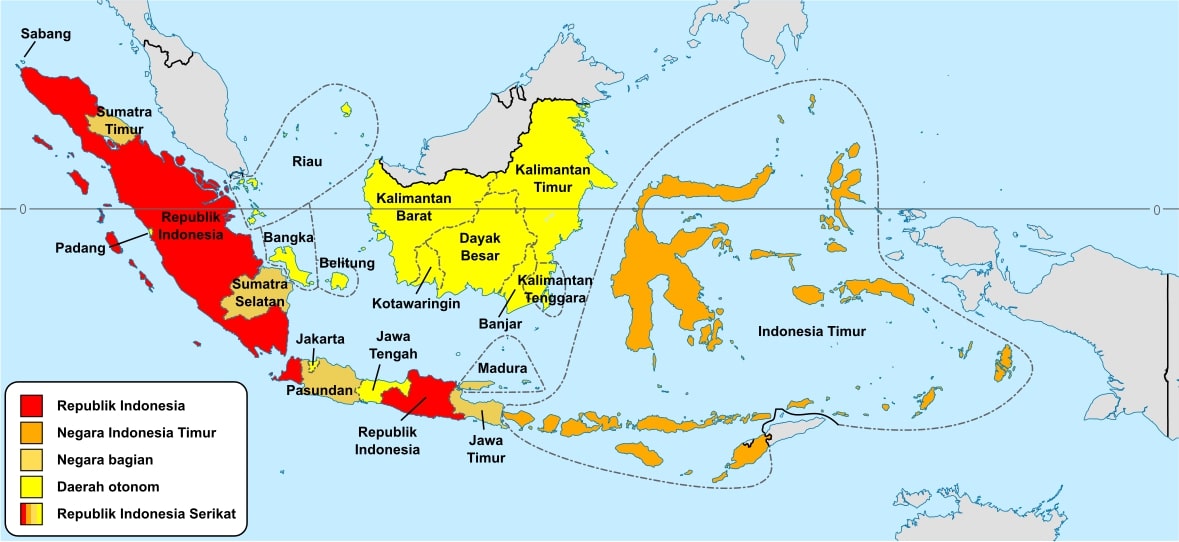 Sabang
Sumatra
Timur
Riau
Kalimantan
Timur
Kalimantan
Barat
0
0
Republik
Indonesia
Padang
Bangka
Dayak
Besar
Belitung
Sumatra
Selatan
Kalimantan
Tenggara
Kotawaringin
Banjar
Indonesia Timur
Jakarta
Jawa
Tengah
Madura
Pasundan
Republik
Indonesia
Jawa
Timur
Republik Indonesia
Negara Indonesia Timur
Negara bagian
Daerah otonom
Republik Indonesia Serikat